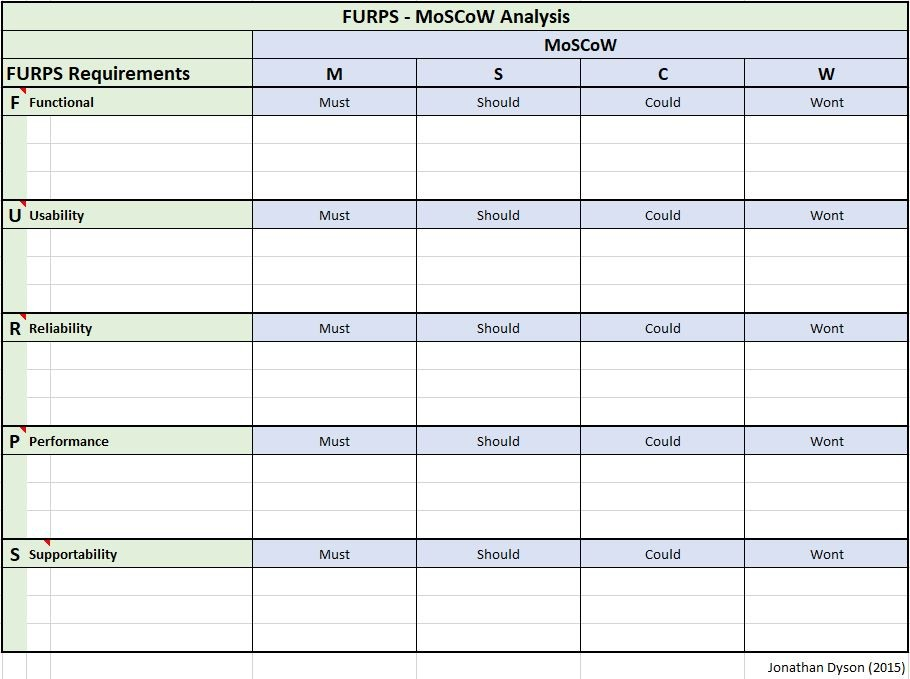 FURPS - MoSCoW Analysis
MoSCoW
FURPS Requirements M S C W
F Functional Must Should Could Wont
U Usability Must Should Could Wont
R Reliability Must Should Could Wont
P Performance Must Should Could Wont
S Supportability Must Should Could Wont
Jonathan Dyson (2015)